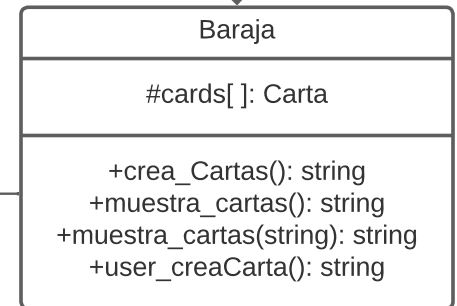 Baraja
#cards[ ]: Carta
+crea_Cartas(): string
+muestra_cartas(): string
+muestra_cartas(string): string
+user_creaCarta(): string